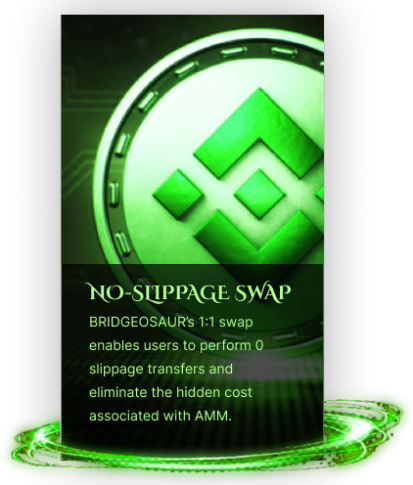 NO-SLIPPAGE SWAP
BRIDGEOSAUR's 1:1 swap
enables users to perform 0
slippage transfers and
eliminate the hidden cost
associated with AMM.